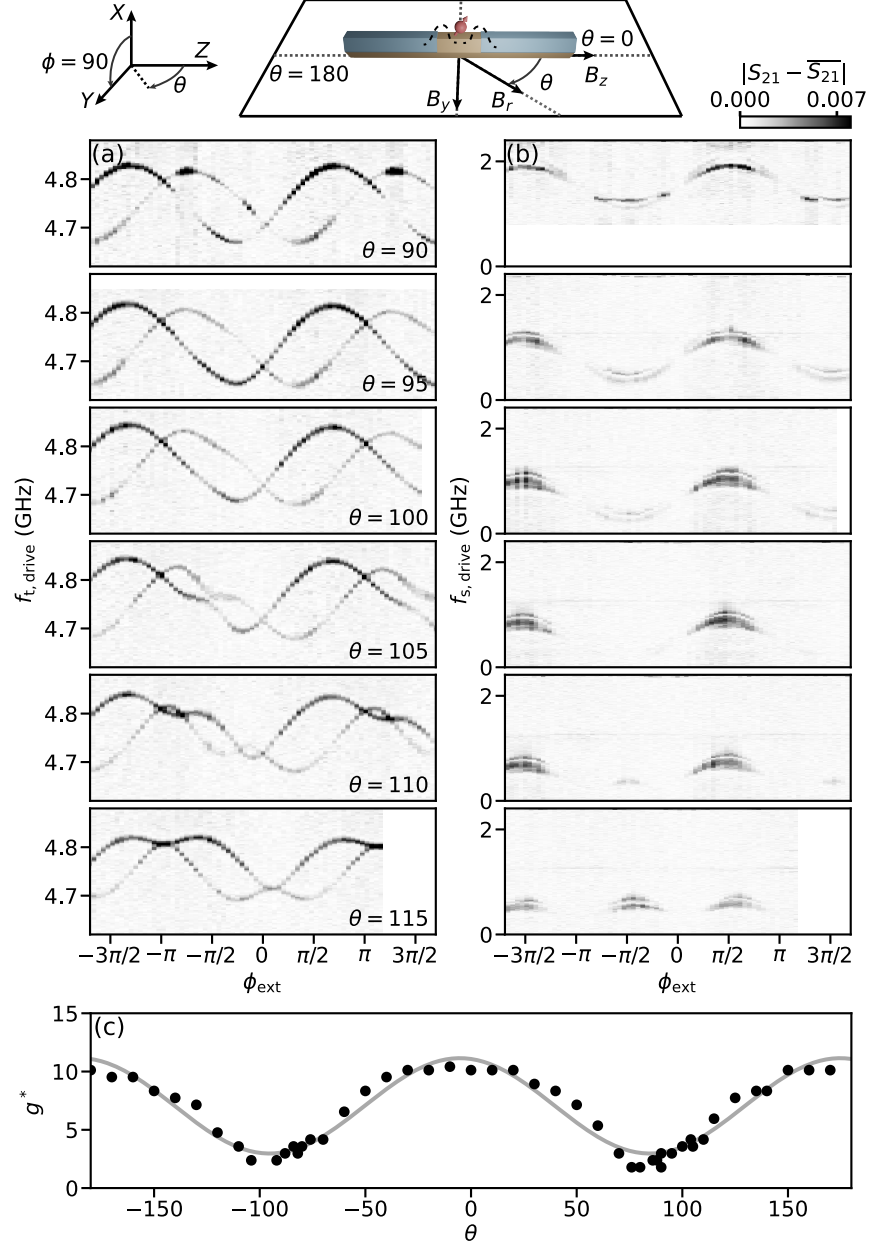 X
ϕ = 90
Z
θ
Y
θ = 180
θ = 0
θ
B_z
B_y
B_r
|S_21 − \overline{S_21}|
0.000 0.007
(a)
4.8
4.7
θ = 90
4.8
4.7
θ = 95
4.8
4.7
θ = 100
4.8
4.7
θ = 105
4.8
4.7
θ = 110
4.8
4.7
θ = 115
f_t, drive (GHz)
−3π/2 −π −π/2 0 π/2 π 3π/2
ϕ_ext
(b)
2
0
2
0
2
0
2
0
2
0
2
0
f_s, drive (GHz)
−3π/2 −π −π/2 0 π/2 π 3π/2
ϕ_ext
(c)
15
10
5
0
g*
−150 −100 −50 0 50 100 150
θ